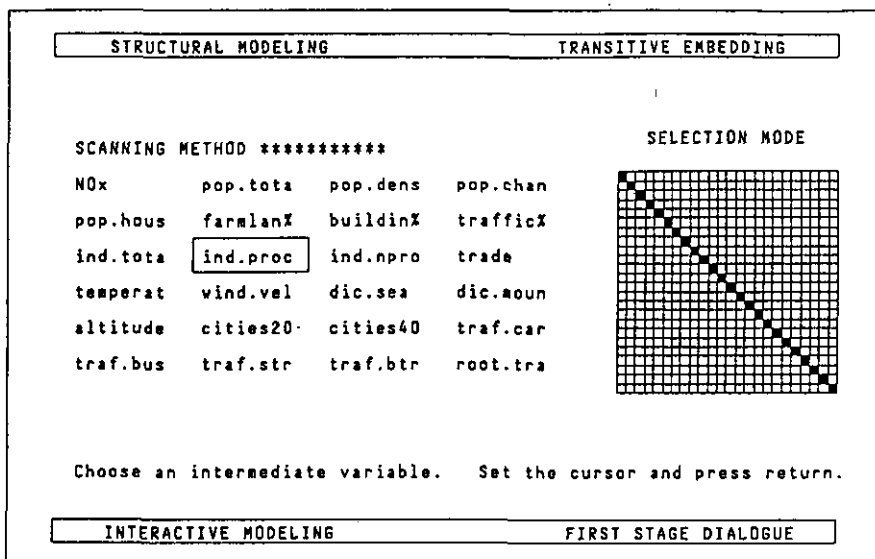 STRUCTURAL MODELING TRANSITIVE EMBEDDING
SELECTION MODE
SCANNING METHOD ***********
NOx pop.tota pop.dens pop.chan
pop.hous farmlan% buildin% traffic%
ind.tota ind.proc ind.npro trade
temperat wind.vel dic.sea dic.moun
altitude cities20 cities40 traf.car
traf.bus traf.str traf.btr root.tra
Choose an intermediate variable. Set the cursor and press return.
INTERACTIVE MODELING FIRST STAGE DIALOGUE